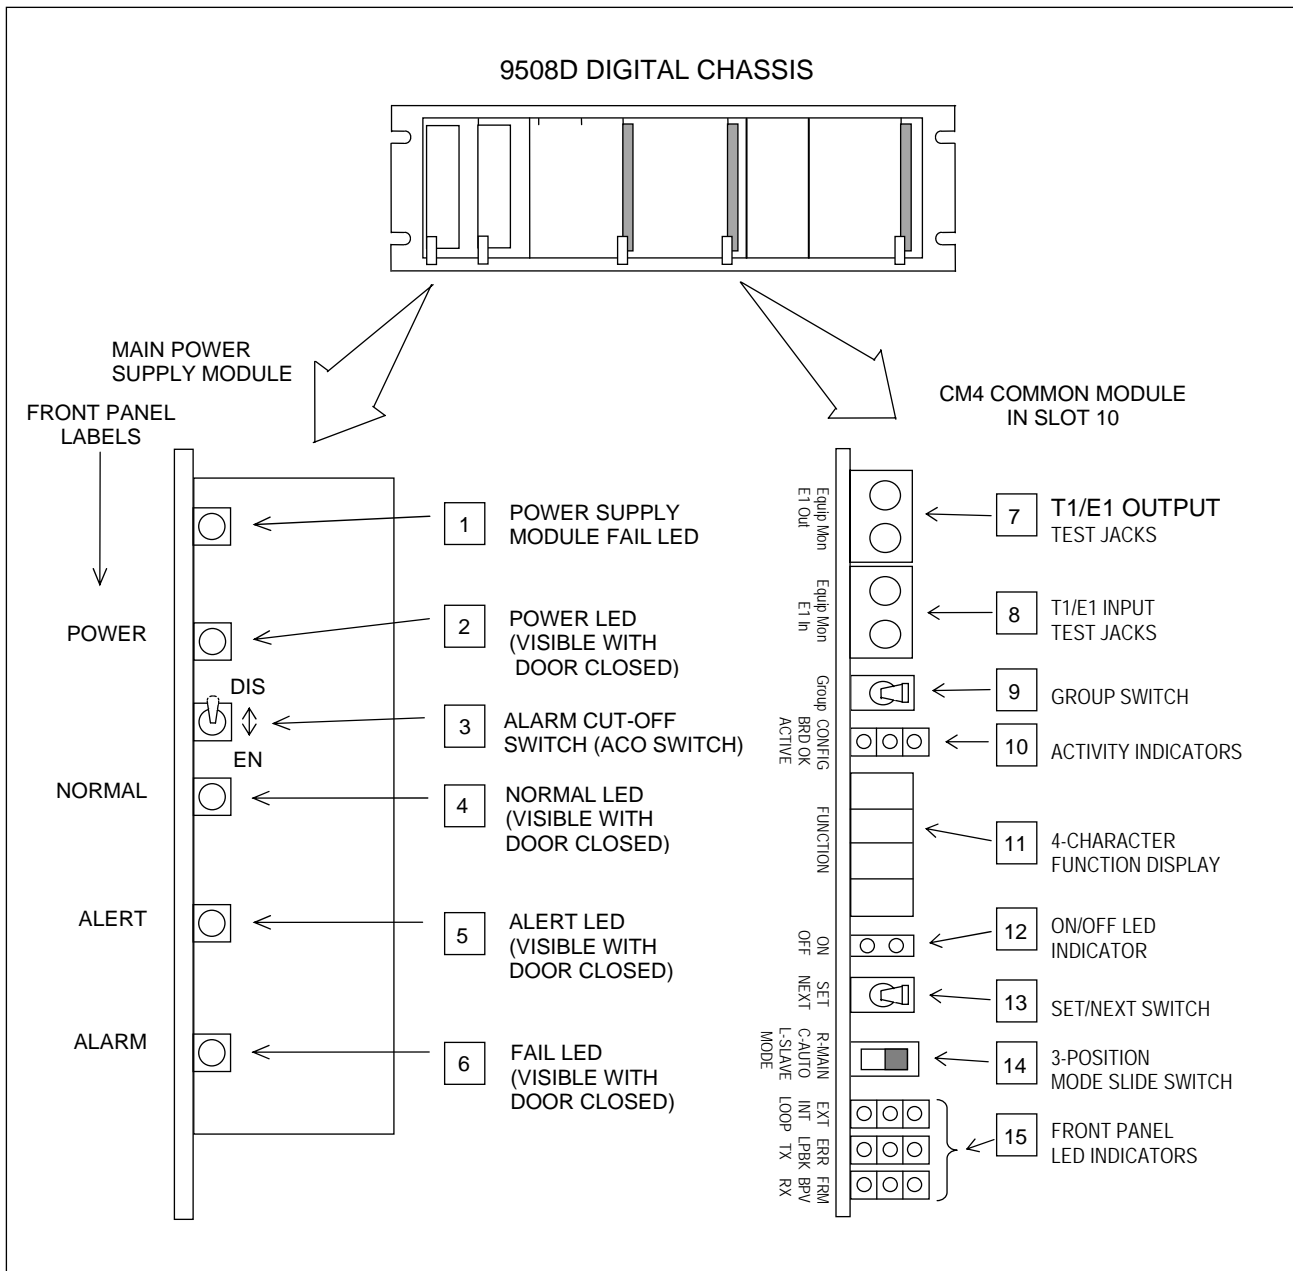 9508D DIGITAL CHASSIS
MAIN POWER
SUPPLY MODULE
FRONT PANEL
LABELS
POWER
DIS
EN
NORMAL
ALERT
ALARM
1
POWER SUPPLY
MODULE FAIL LED
2
POWER LED
(VISIBLE WITH
DOOR CLOSED)
3
ALARM CUT-OFF
SWITCH (ACO SWITCH)
4
NORMAL LED
(VISIBLE WITH
DOOR CLOSED)
5
ALERT LED
(VISIBLE WITH
DOOR CLOSED)
6
FAIL LED
(VISIBLE WITH
DOOR CLOSED)
CM4 COMMON MODULE
IN SLOT 10
Equip Mon
E1 Out
7
T1/E1 OUTPUT
TEST JACKS
Equip Mon
E1 In
8
T1/E1 INPUT
TEST JACKS
Group
9
GROUP SWITCH
CONFIG
BRD OK
ACTIVE
10
ACTIVITY INDICATORS
FUNCTION
11
4-CHARACTER
FUNCTION DISPLAY
ON
OFF
12
ON/OFF LED
INDICATOR
SET
NEXT
13
SET/NEXT SWITCH
R-MAIN
C-AUTO
L-SLAVE
MODE
14
3-POSITION
MODE SLIDE SWITCH
EXT
INT
LOOP
ERR
LPBK
TX
FRM
BPV
RX
15
FRONT PANEL
LED INDICATORS